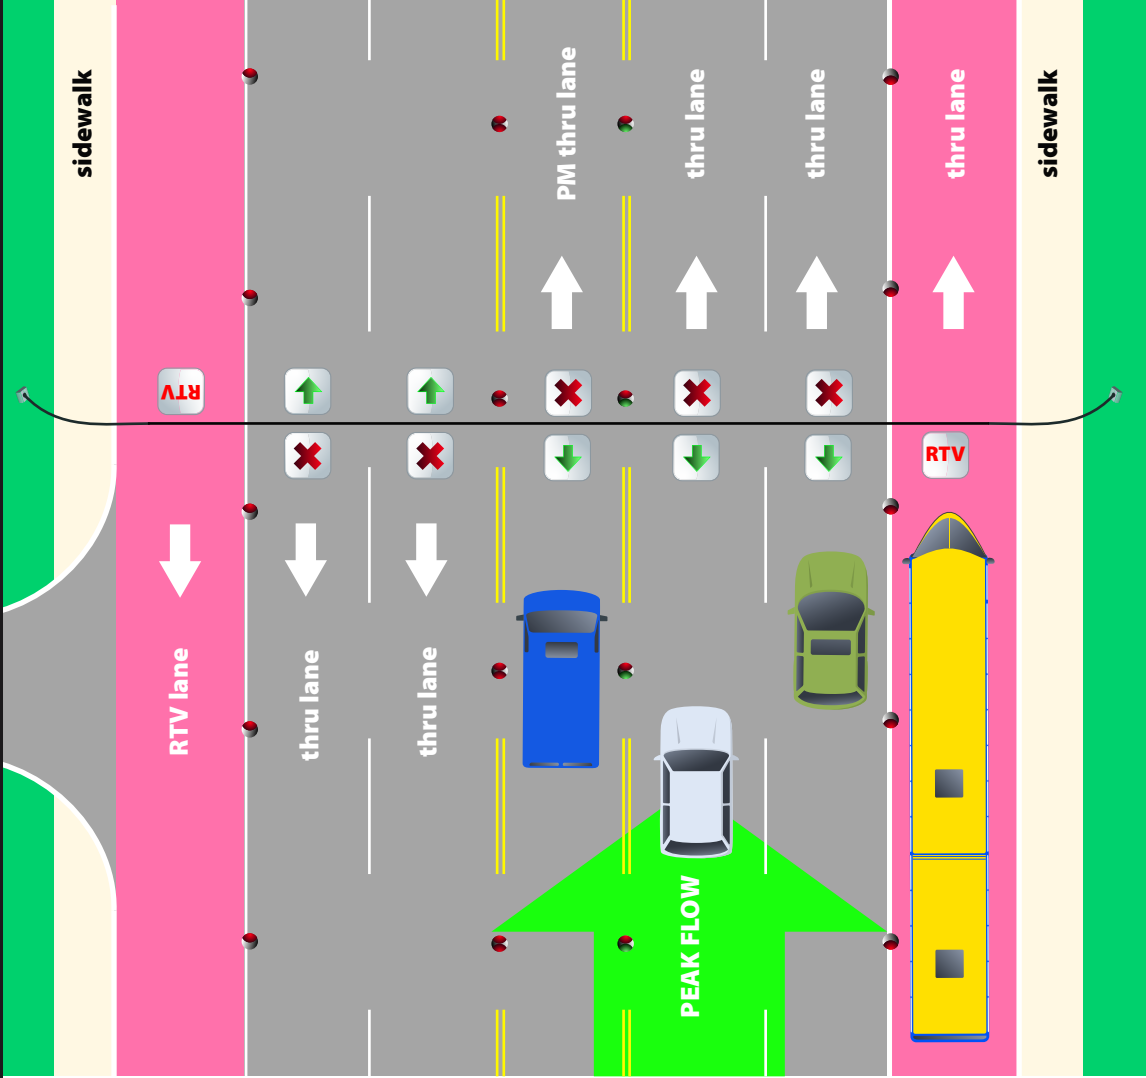 sidewalk
PM thru lane
thru lane
thru lane
thru lane
sidewalk
RTV
RTV
RTV lane
thru lane
thru lane
PEAK FLOW